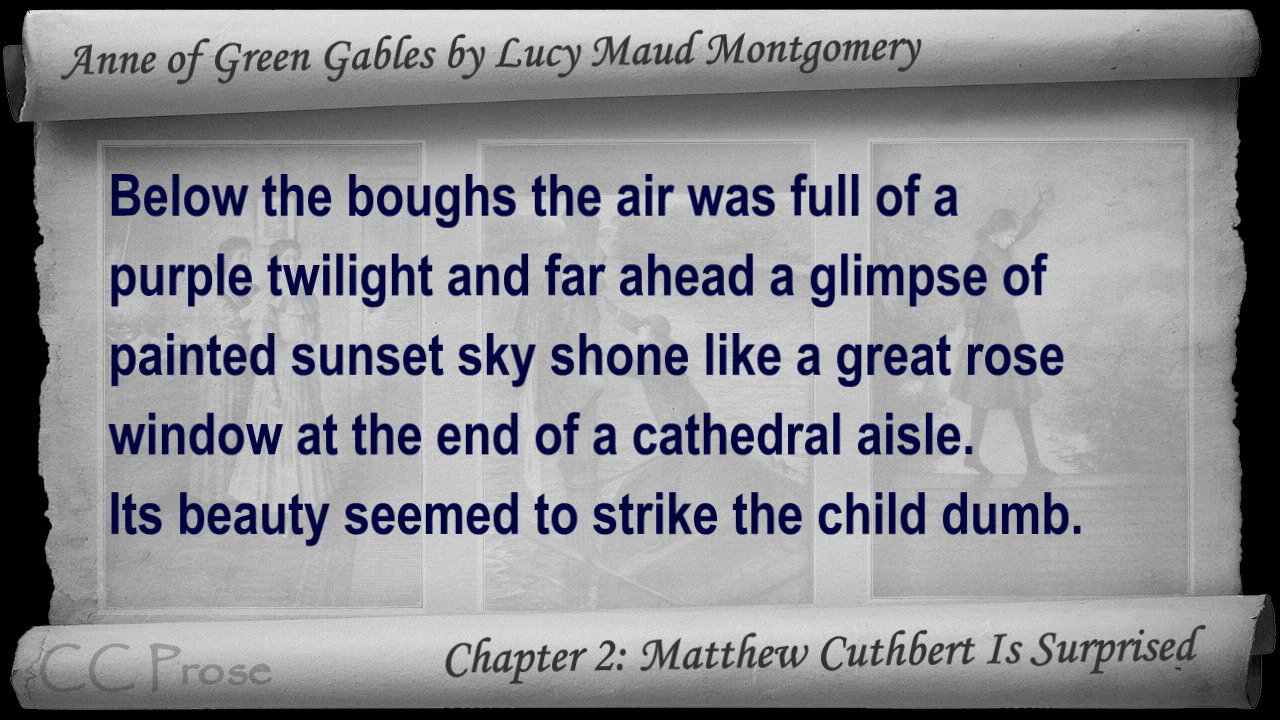 Anne of Green Gables by Lucy Maud Montgomery
Below the boughs the air was full of a
purple twilight and far ahead a glimpse of
painted sunset sky shone like a great rose
window at the end of a cathedral aisle.
Its beauty seemed to strike the child dumb.
CC Prose
Chapter 2: Matthew Cuthbert Is Surprised